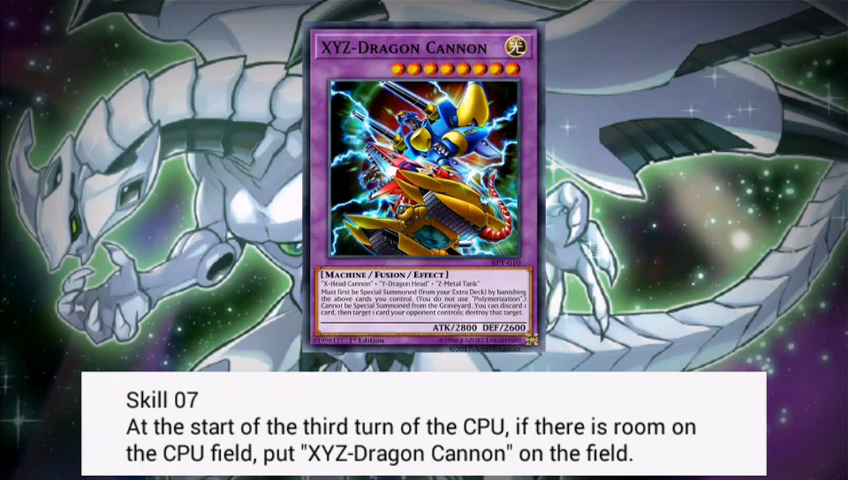 XYZ-Dragon Cannon
光
[Machine / Fusion / Effect]
"X-Head Cannon" + "Y-Dragon Head" + "Z-Metal Tank"
Must first be Special Summoned (from your Extra Deck) by banishing
the above cards you control. (You do not use "Polymerization".)
Cannot be Special Summoned from the Graveyard. You can discard 1
card, then target 1 card your opponent controls; destroy that target.
ATK/2800 DEF/2600
1st Edition
©1996 KAZUKI TAKAHASHI
Skill 07
At the start of the third turn of the CPU, if there is room on
the CPU field, put "XYZ-Dragon Cannon" on the field.